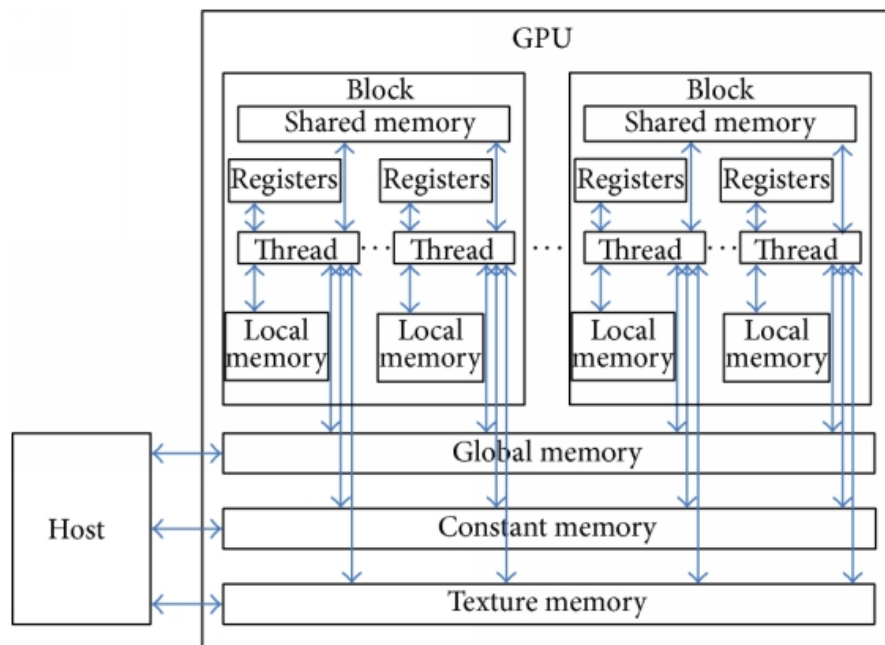 GPU
Block
Block
Shared memory
Shared memory
Registers
Registers
Registers
Registers
Thread
...
Thread
...
Thread
...
Thread
Local
memory
Local
memory
Local
memory
Local
memory
Host
Global memory
Constant memory
Texture memory